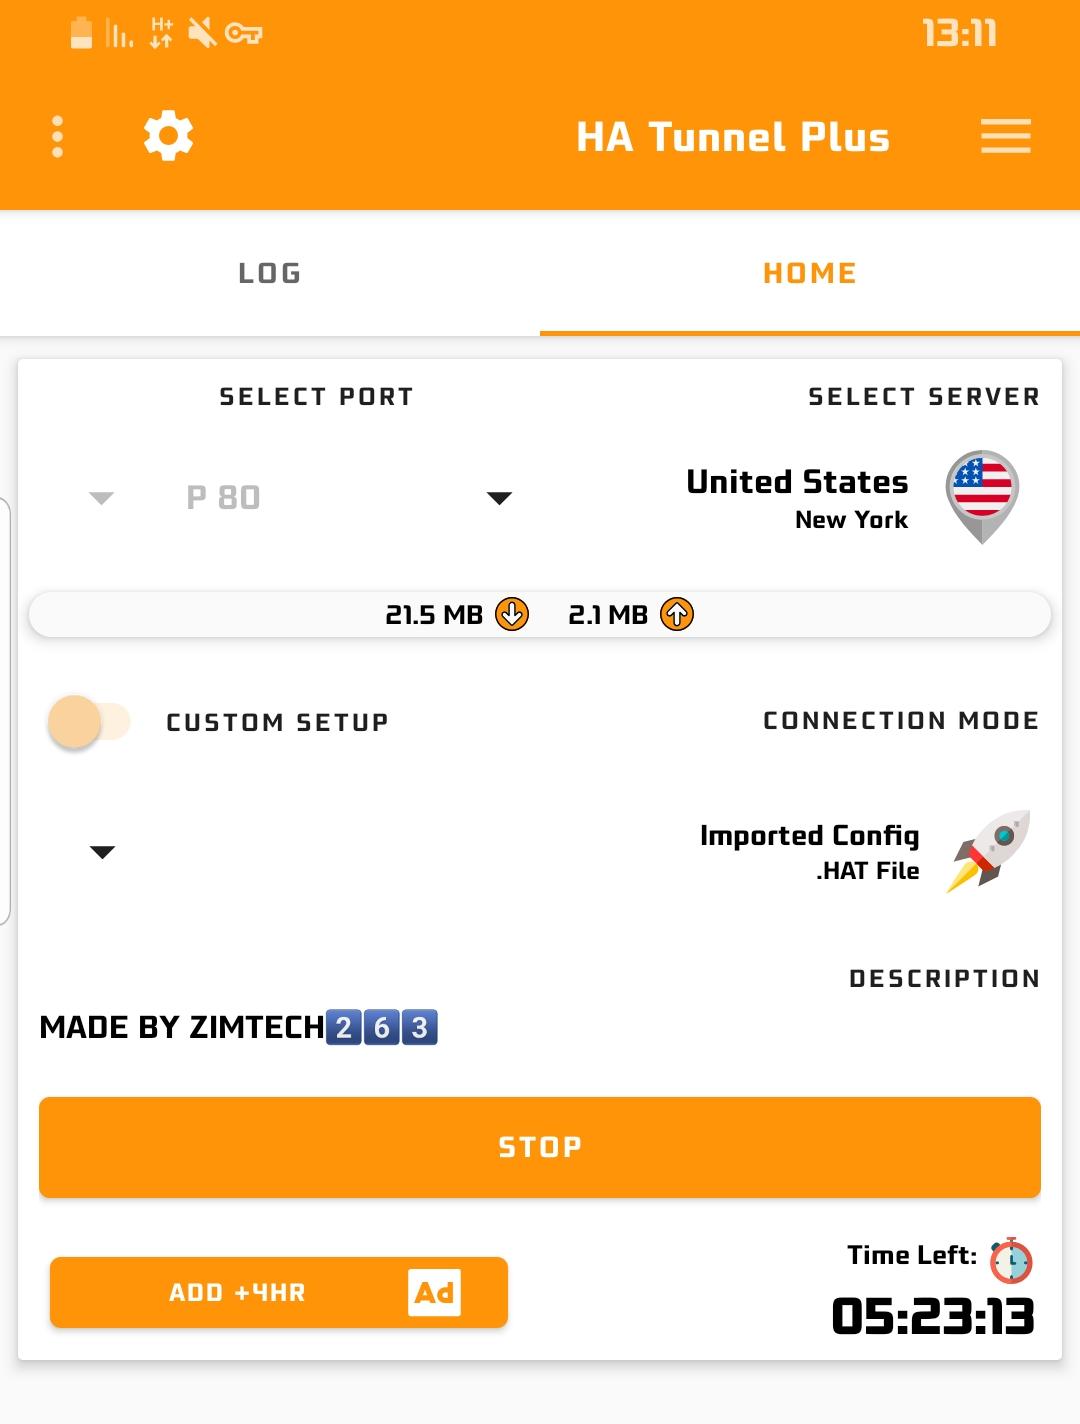 H+
13:11
HA Tunnel Plus
LOG
HOME
SELECT PORT
SELECT SERVER
P 80
United States
New York
21.5 MB
2.1 MB
CUSTOM SETUP
CONNECTION MODE
Imported Config
.HAT File
DESCRIPTION
MADE BY ZIMTECH263
STOP
ADD +4HR
Ad
Time Left:
05:23:13